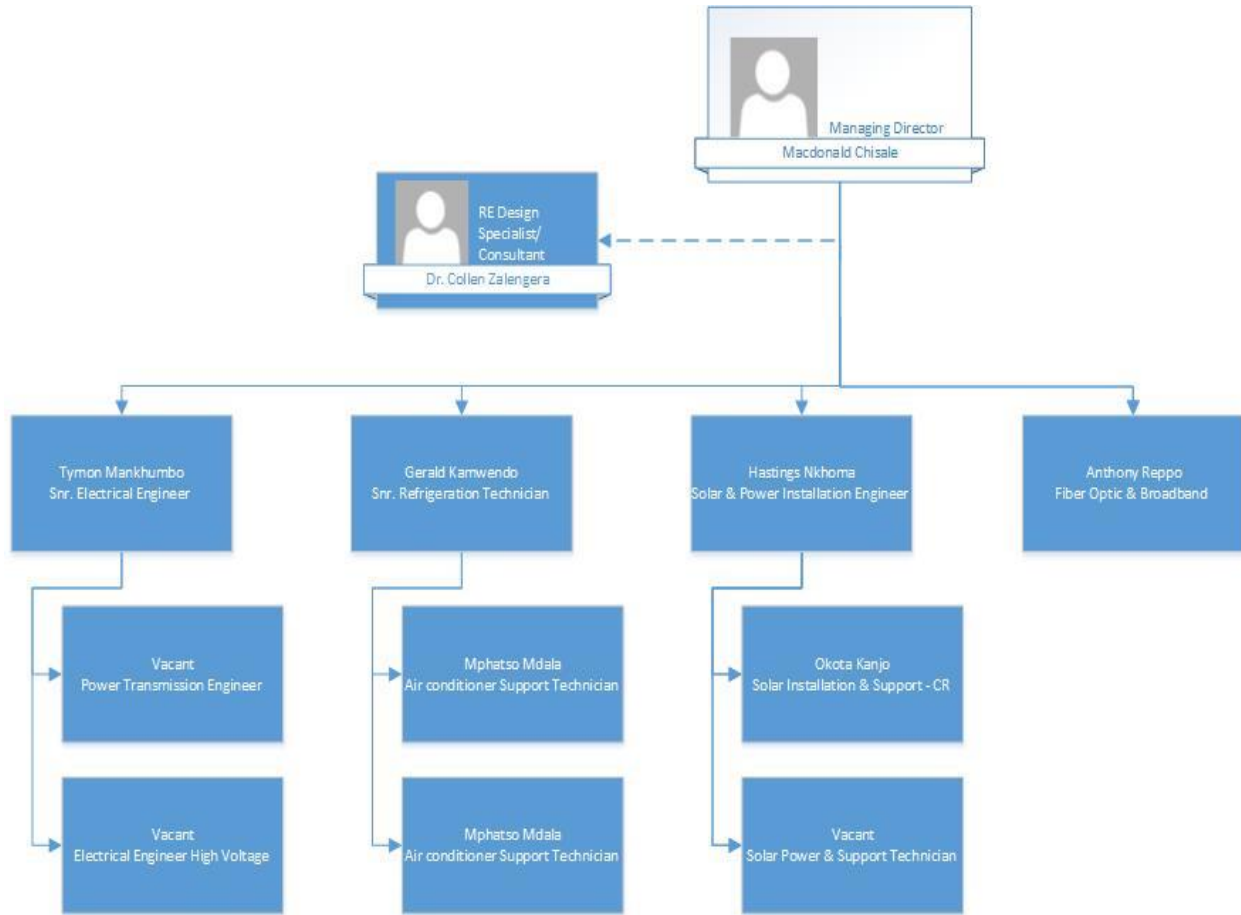 Managing Director
Macdonald Chisale
RE Design
Specialist/
Consultant
Dr. Collen Zalengera
Tymon Mankhumbo
Snr. Electrical Engineer
Gerald Kamwendo
Snr. Refrigeration Technician
Hastings Nkhoma
Solar & Power Installation Engineer
Anthony Reppo
Fiber Optic & Broadband
Vacant
Power Transmission Engineer
Mphatso Mdala
Air conditioner Support Technician
Okota Kanjo
Solar Installation & Support - CR
Vacant
Electrical Engineer High Voltage
Mphatso Mdala
Air conditioner Support Technician
Vacant
Solar Power & Support Technician